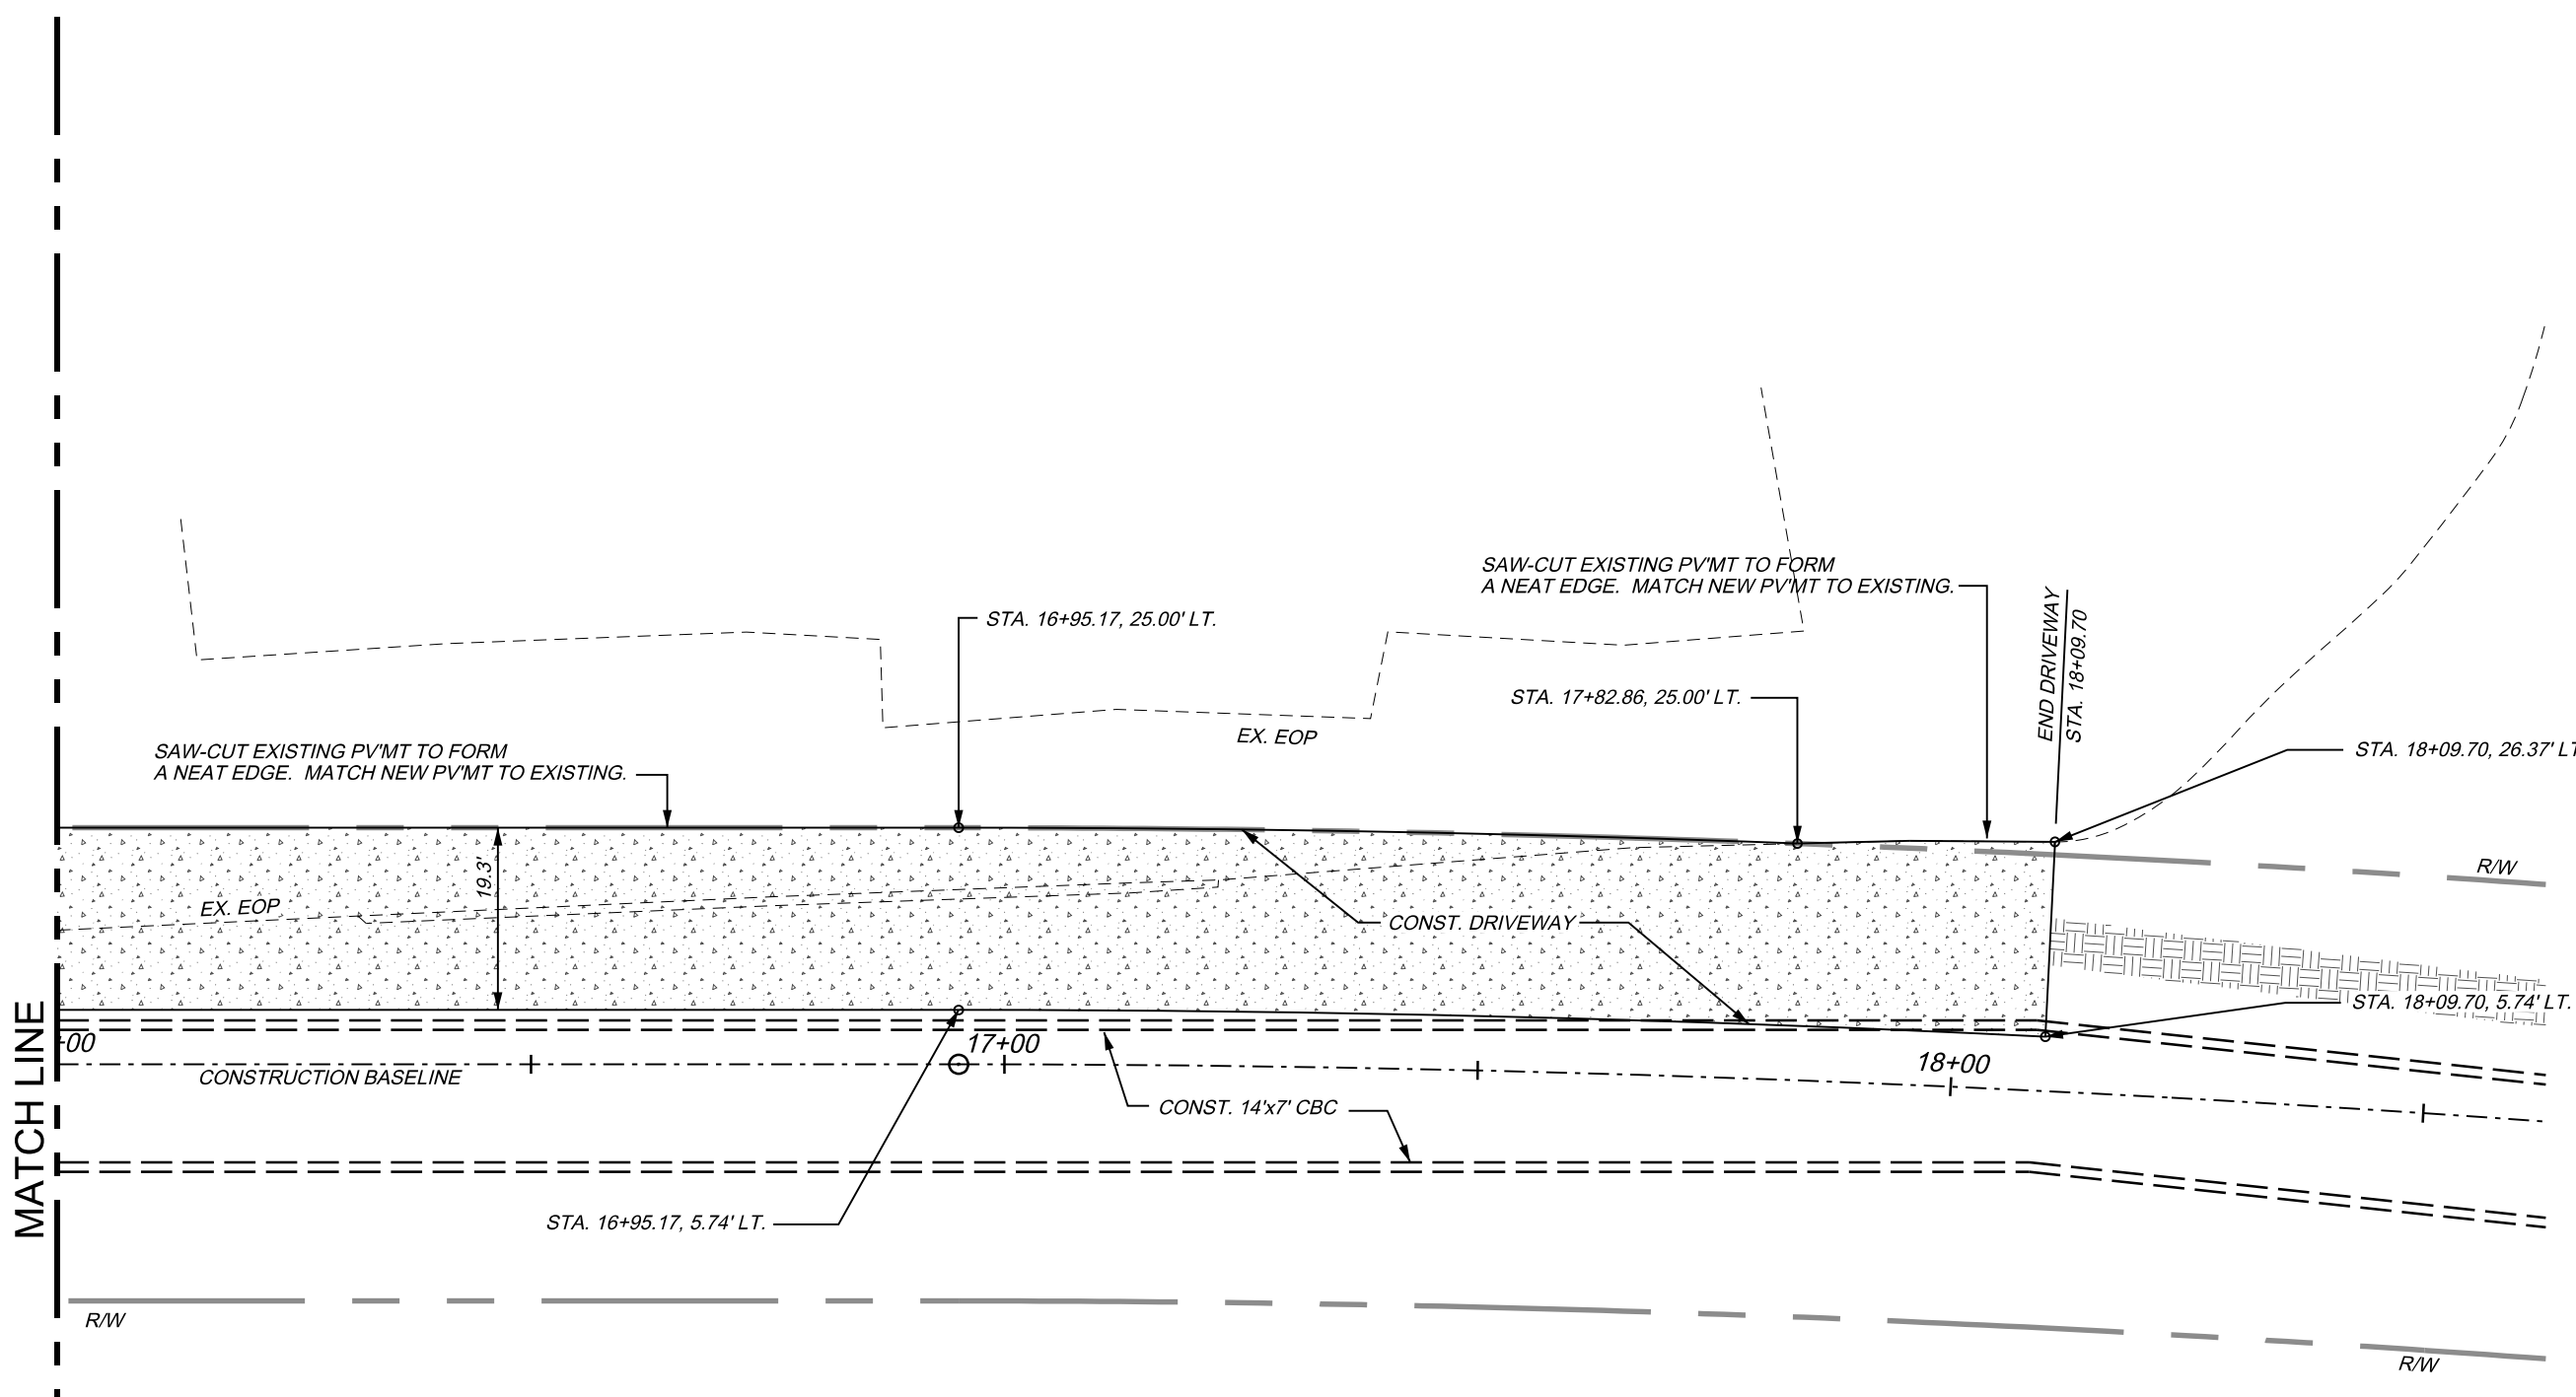 SAW-CUT EXISTING PV'MT TO FORM
A NEAT EDGE.  MATCH NEW PV'MT TO EXISTING.
END DRIVEWAY
STA. 18+09.70
STA. 16+95.17, 25.00' LT.
STA. 17+82.86, 25.00' LT.
EX. EOP
SAW-CUT EXISTING PV'MT TO FORM
A NEAT EDGE.  MATCH NEW PV'MT TO EXISTING.
STA. 18+09.70, 26.37' LT
R/W
19.3'
EX. EOP
CONST. DRIVEWAY
STA. 18+09.70, 5.74' LT.
MATCH LINE
+00
17+00
18+00
CONSTRUCTION BASELINE
CONST. 14'x7' CBC
STA. 16+95.17, 5.74' LT.
R/W
R/W